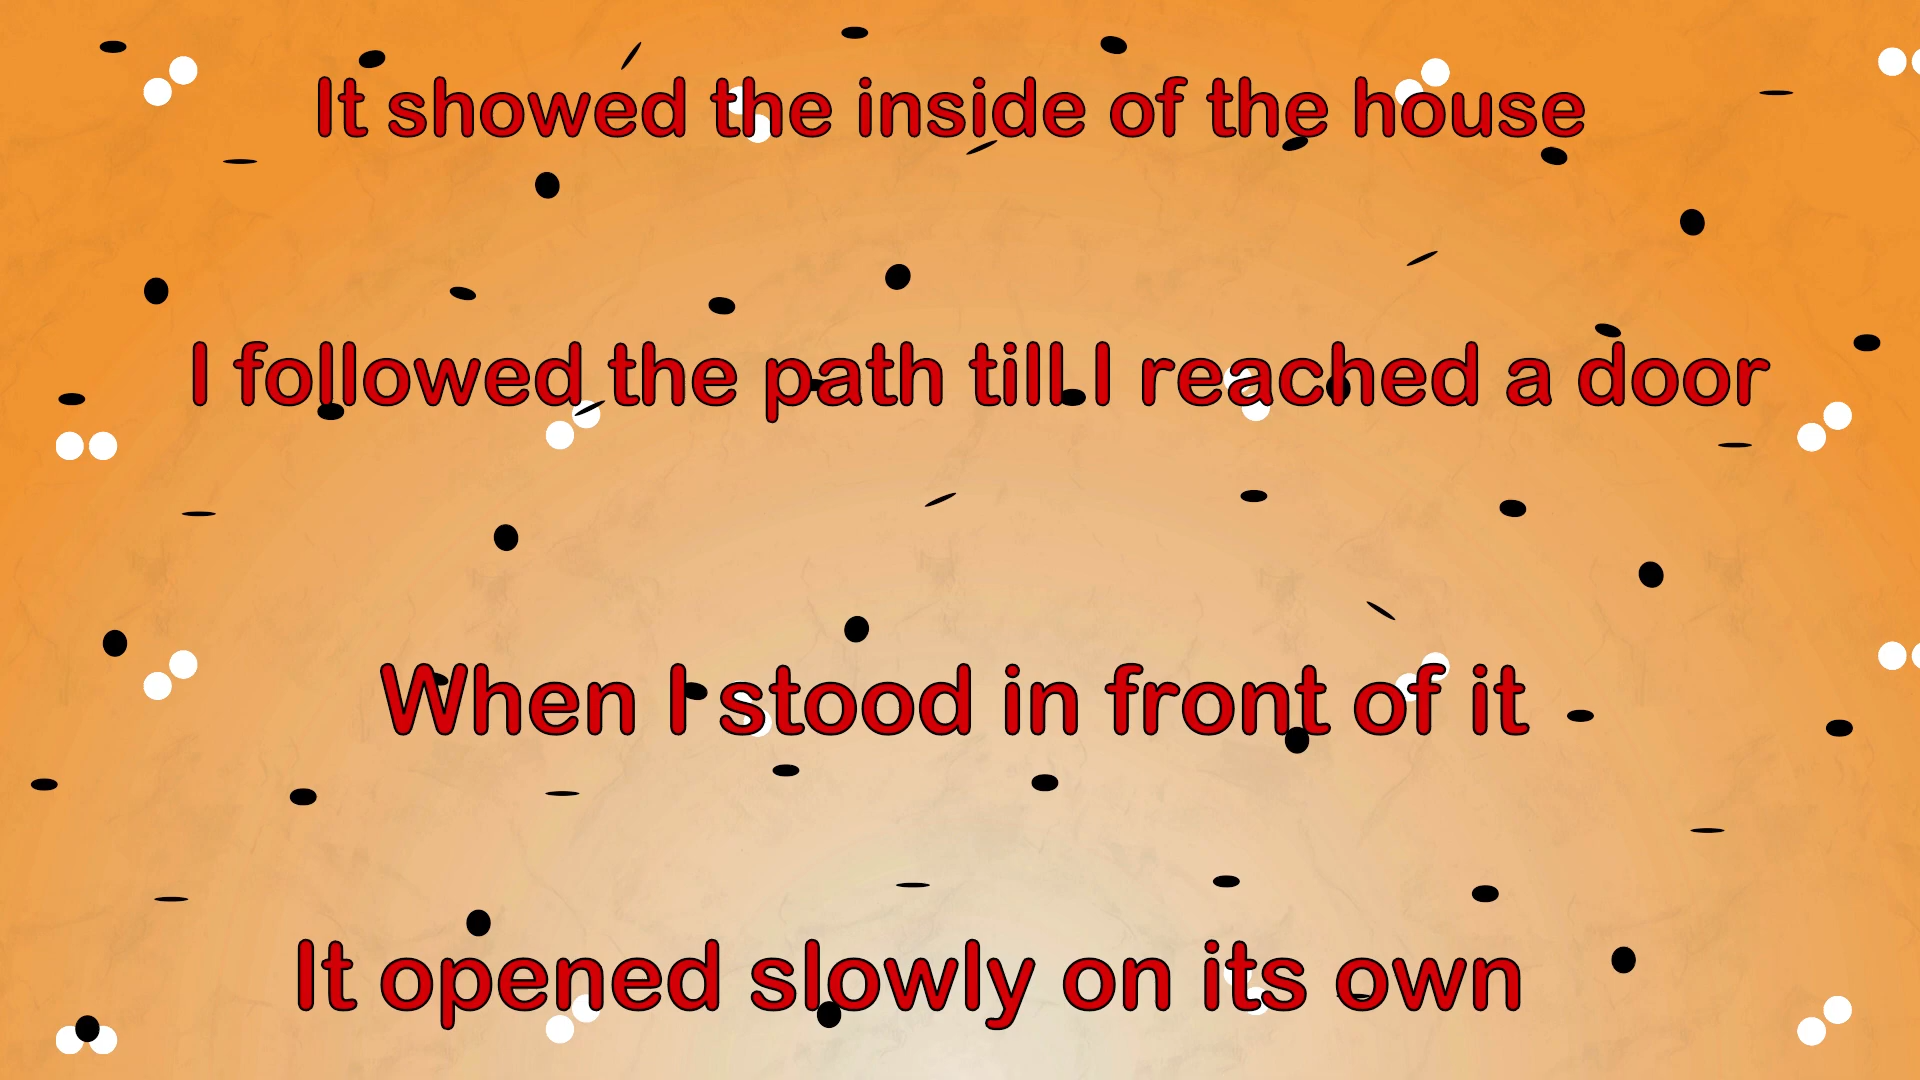 It showed the inside of the house
I followed the path till I reached a door
When I stood in front of it
It opened slowly on its own